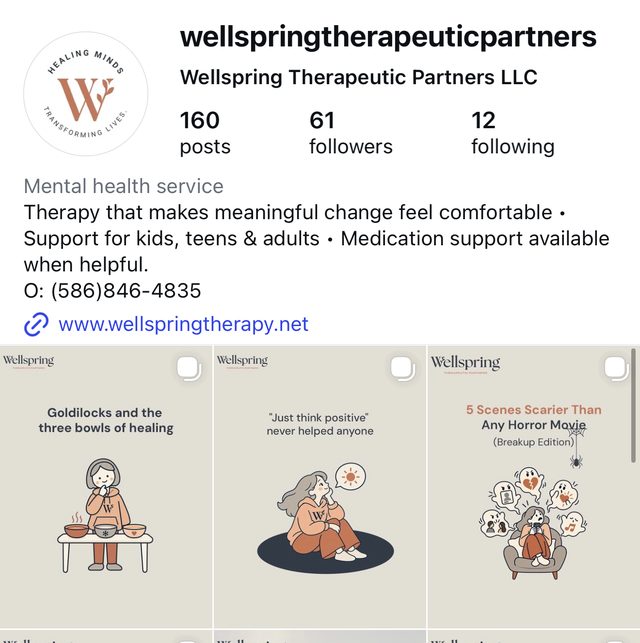 wellspringtherapeuticpartners
HEALING MINDS
W
TRANSFORMING LIVES.
Wellspring Therapeutic Partners LLC
160 61 12
posts followers following
Mental health service
Therapy that makes meaningful change feel comfortable •
Support for kids, teens & adults • Medication support available
when helpful.
O: (586)846-4835
www.wellspringtherapy.net
Wellspring
Goldilocks and the
three bowls of healing
W
Wellspring
"Just think positive"
never helped anyone
W
Wellspring
5 Scenes Scarier Than
Any Horror Movie
(Breakup Edition)